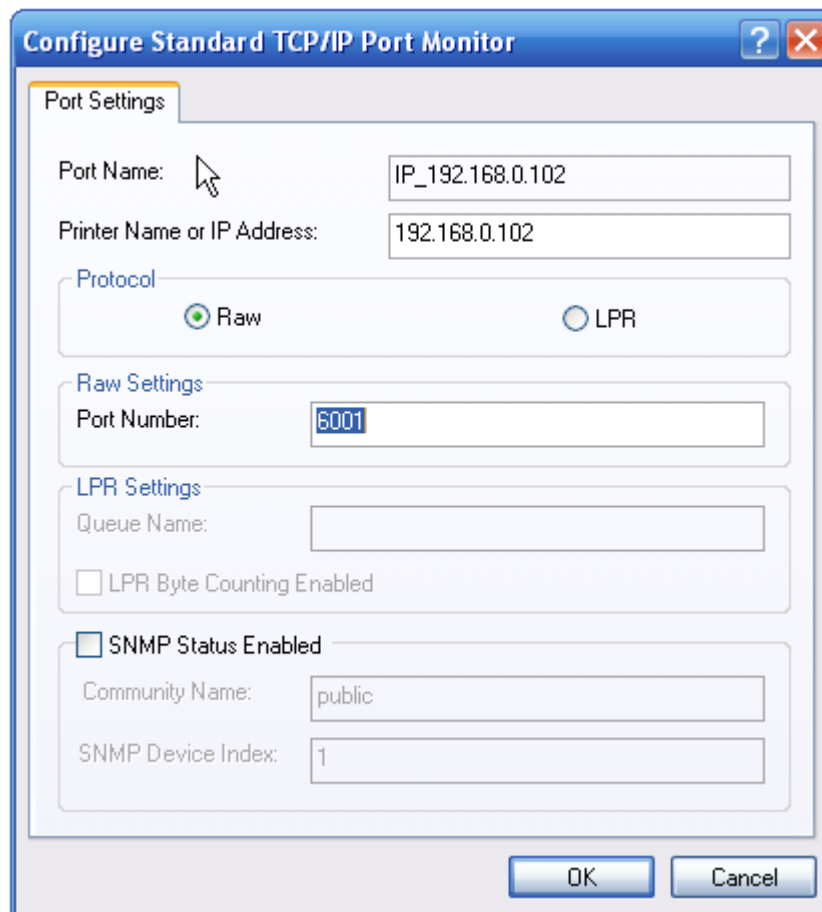 Configure Standard TCP/IP Port Monitor
Port Settings
Port Name: IP_192.168.0.102
Printer Name or IP Address: 192.168.0.102
Protocol
Raw LPR
Raw Settings
Port Number: 6001
LPR Settings
Queue Name:
LPR Byte Counting Enabled
SNMP Status Enabled
Community Name: public
SNMP Device Index: 1
OK Cancel